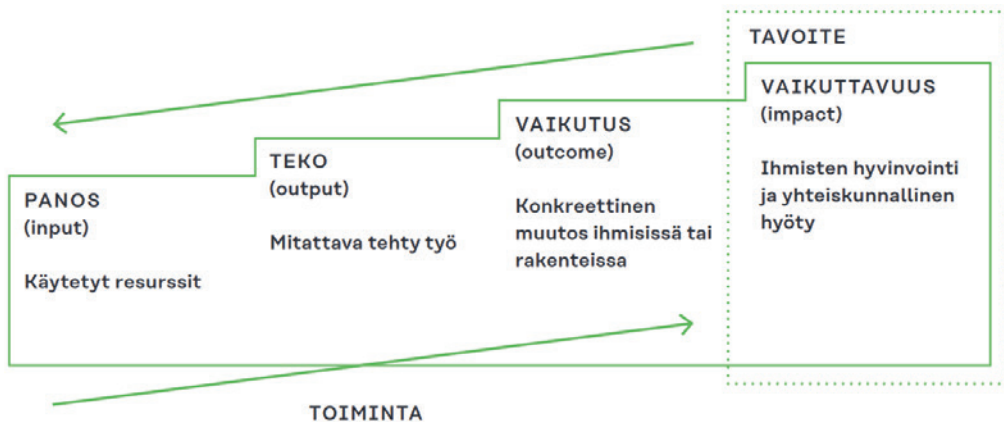 TAVOITE
VAIKUTTAVUUS
(impact)
Ihmisten hyvinvointi
ja yhteiskunnallinen
hyöty
VAIKUTUS
(outcome)
Konkreettinen
muutos ihmisissä tai
rakenteissa
TEKO
(output)
Mitattava tehty työ
PANOS
(input)
Käytetyt resurssit
TOIMINTA